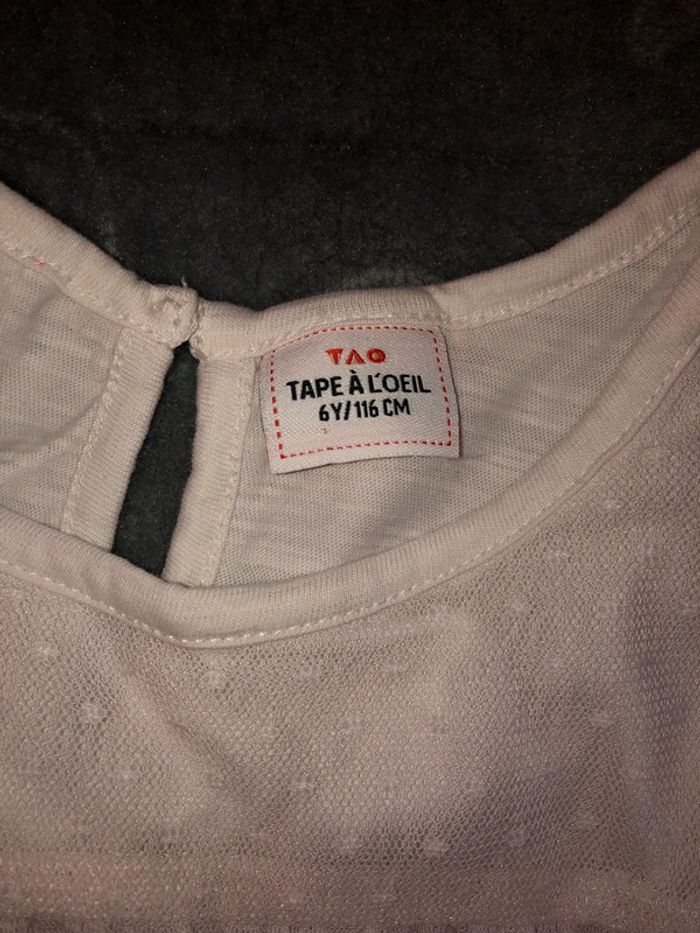 TAO
TAPE À L'OEIL
6Y/116 CM